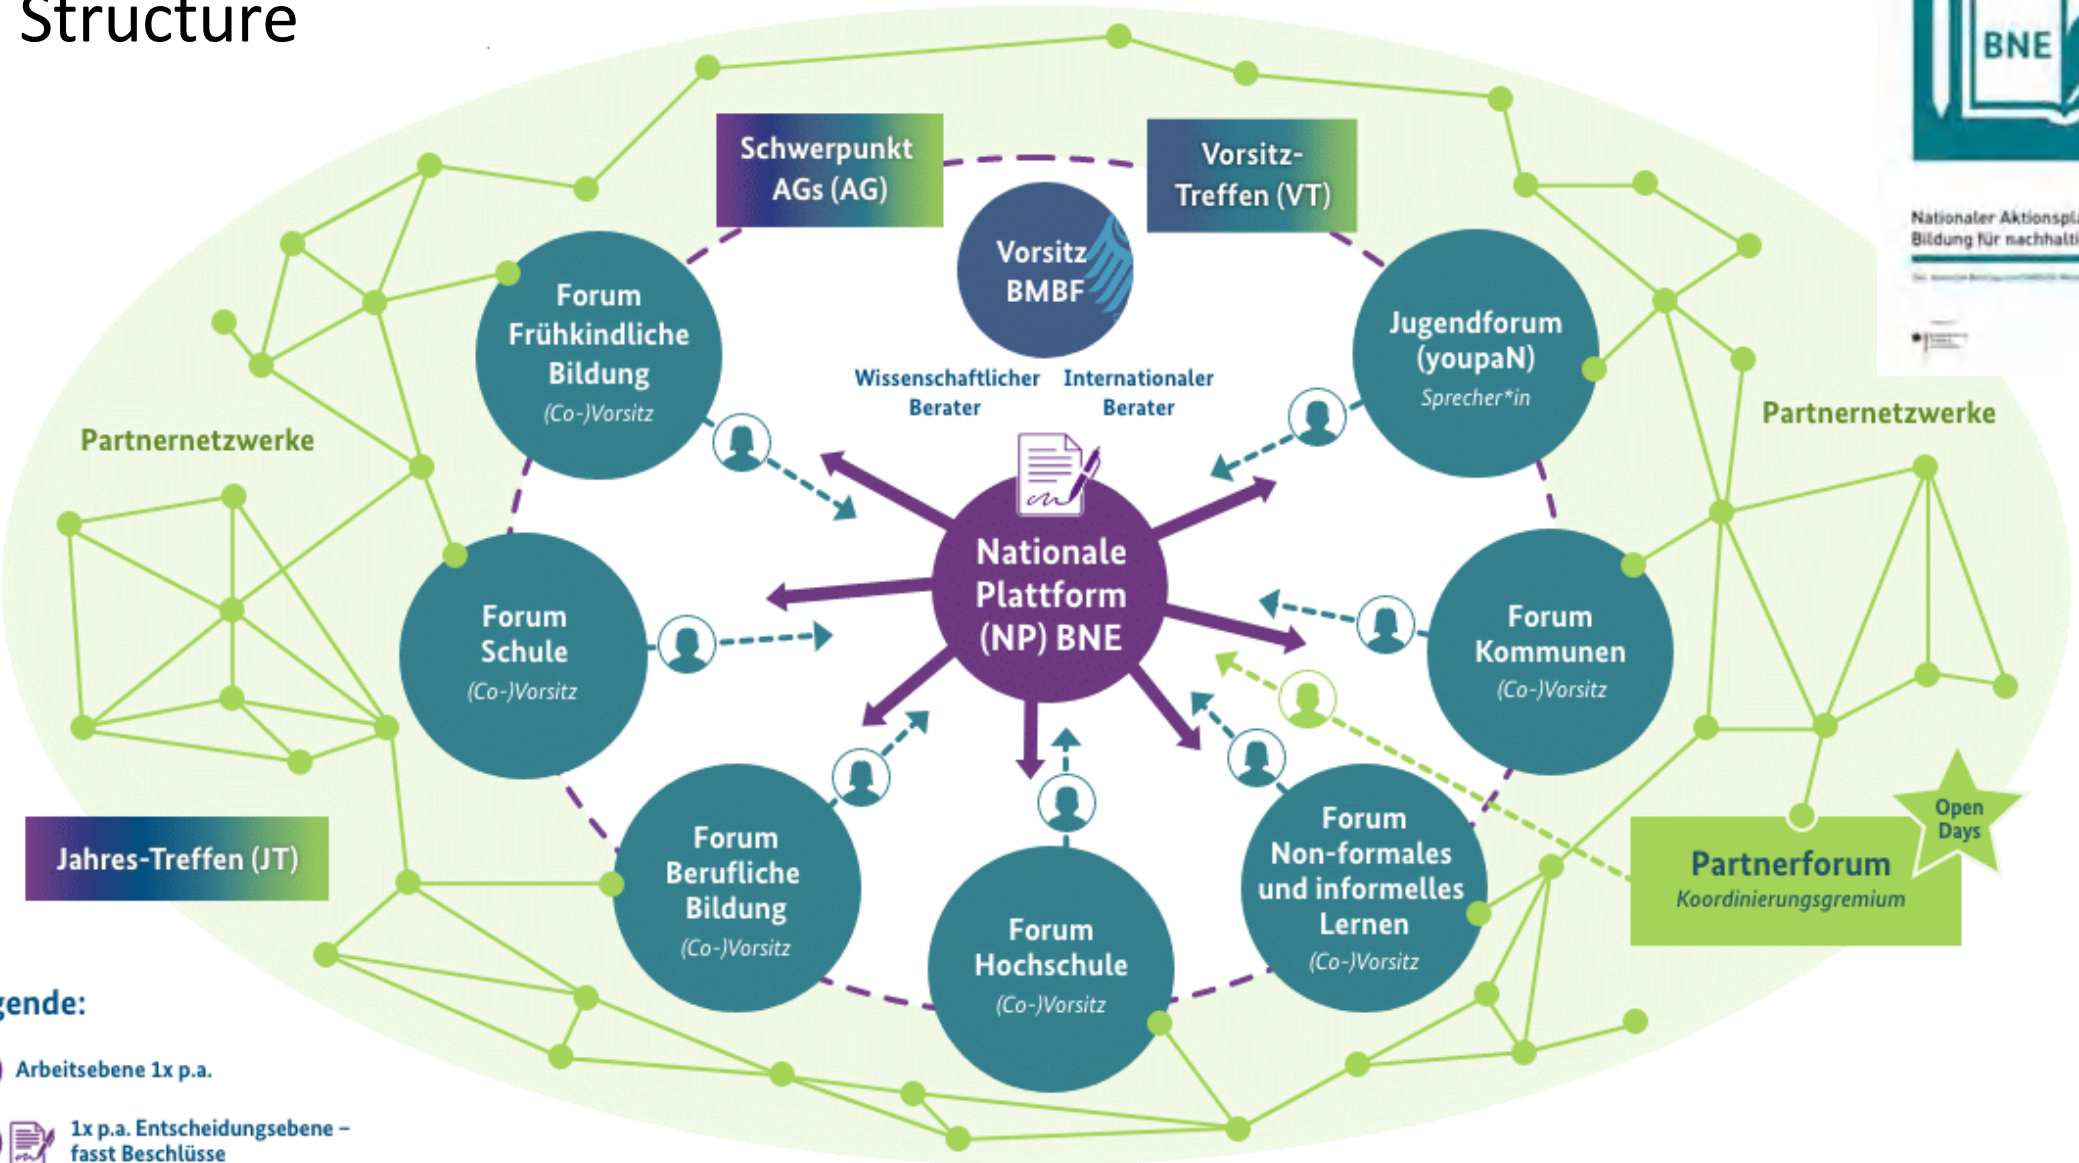 Structure
BNE
Nationaler Aktionspla
Bildung für nachhalti
Schwerpunkt
AGs (AG)
Vorsitz-
Treffen (VT)
Vorsitz
BMBF
Wissenschaftlicher
Berater
Internationaler
Berater
Forum
Frühkindliche
Bildung
(Co-)Vorsitz
Jugendforum
(youpaN)
Sprecher*in
Partnernetzwerke
Partnernetzwerke
Nationale
Plattform
(NP) BNE
Forum
Schule
(Co-)Vorsitz
Forum
Kommunen
(Co-)Vorsitz
Forum
Berufliche
Bildung
(Co-)Vorsitz
Forum
Hochschule
(Co-)Vorsitz
Forum
Non-formales
und informelles
Lernen
(Co-)Vorsitz
Open
Days
Partnerforum
Koordinierungsgremium
Jahres-Treffen (JT)
gende:
Arbeitsebene 1x p.a.
1x p.a. Entscheidungsebene –
fasst Beschlüsse